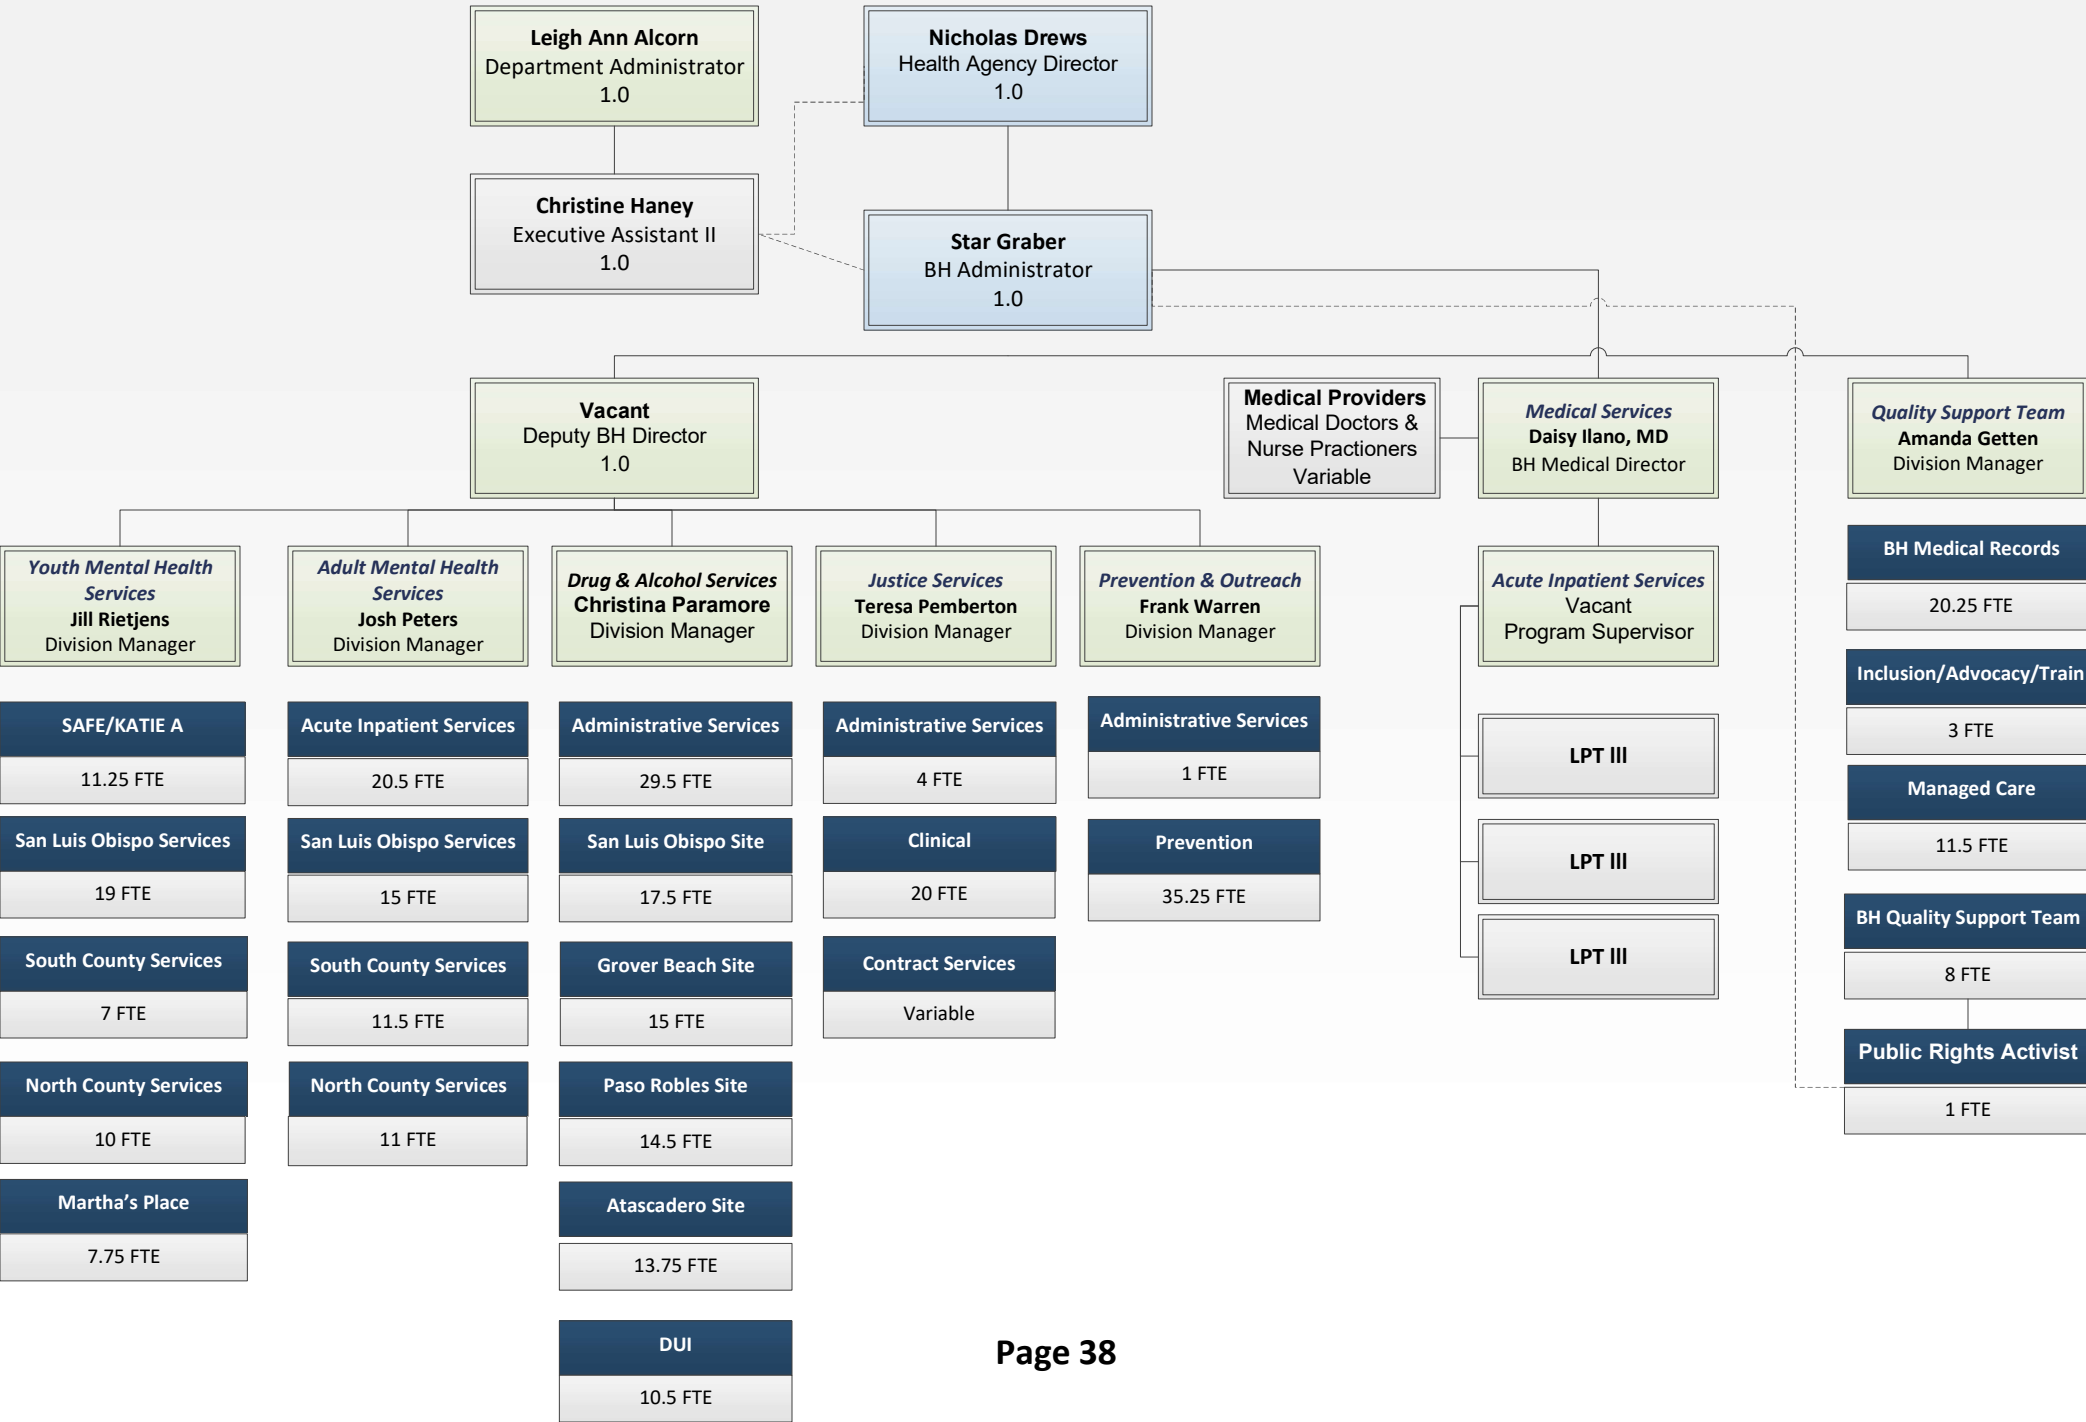 Leigh Ann Alcorn
Department Administrator
1.0
Nicholas Drews
Health Agency Director
1.0
Christine Haney
Executive Assistant II
1.0
Star Graber
BH Administrator
1.0
Vacant
Deputy BH Director
1.0
Medical Providers
Medical Doctors &
Nurse Practioners
Variable
Medical Services
Daisy Ilano, MD
BH Medical Director
Quality Support Team
Amanda Getten
Division Manager
Youth Mental Health
Services
Jill Rietjens
Division Manager
SAFE/KATIE A
11.25 FTE
San Luis Obispo Services
19 FTE
South County Services
7 FTE
North County Services
10 FTE
Martha’s Place
7.75 FTE
Adult Mental Health
Services
Josh Peters
Division Manager
Acute Inpatient Services
20.5 FTE
San Luis Obispo Services
15 FTE
South County Services
11.5 FTE
North County Services
11 FTE
Drug & Alcohol Services
Christina Paramore
Division Manager
Administrative Services
29.5 FTE
San Luis Obispo Site
17.5 FTE
Grover Beach Site
15 FTE
Paso Robles Site
14.5 FTE
Atascadero Site
13.75 FTE
DUI
10.5 FTE
Justice Services
Teresa Pemberton
Division Manager
Administrative Services
4 FTE
Clinical
20 FTE
Contract Services
Variable
Prevention & Outreach
Frank Warren
Division Manager
Administrative Services
1 FTE
Prevention
35.25 FTE
Acute Inpatient Services
Vacant
Program Supervisor
LPT lll
LPT lll
LPT lll
BH Medical Records
20.25 FTE
Inclusion/Advocacy/Train
3 FTE
Managed Care
11.5 FTE
BH Quality Support Team
8 FTE
Public Rights Activist
1 FTE
Page 38